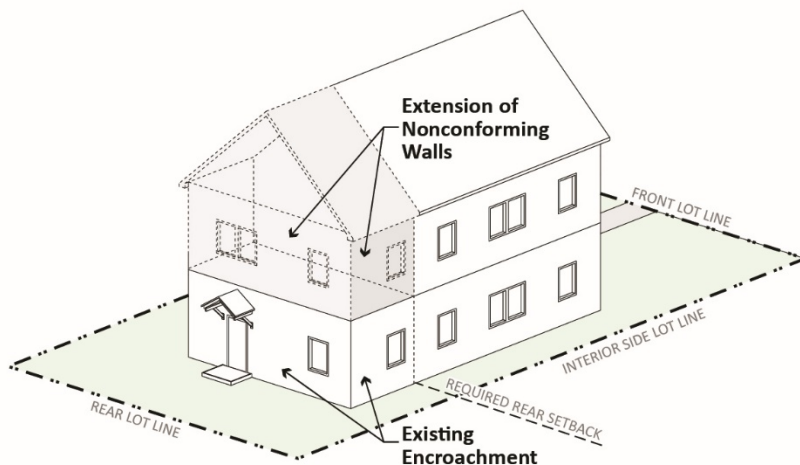 Extension of
Nonconforming
Walls
FRONT LOT LINE
INTERIOR SIDE LOT LINE
REQUIRED REAR SETBACK
REAR LOT LINE
Existing
Encroachment